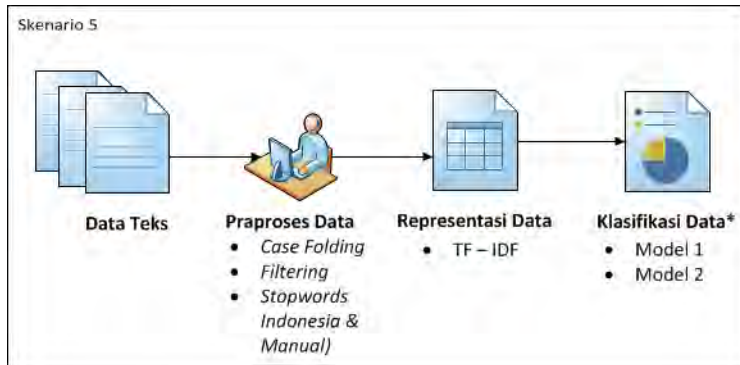 Skenario 5
Data Teks
Praproses Data
• Case Folding
• Filtering
• Stopwords
Indonesia &
Manual)
Representasi Data
• TF – IDF
Klasifikasi Data*
• Model 1
• Model 2